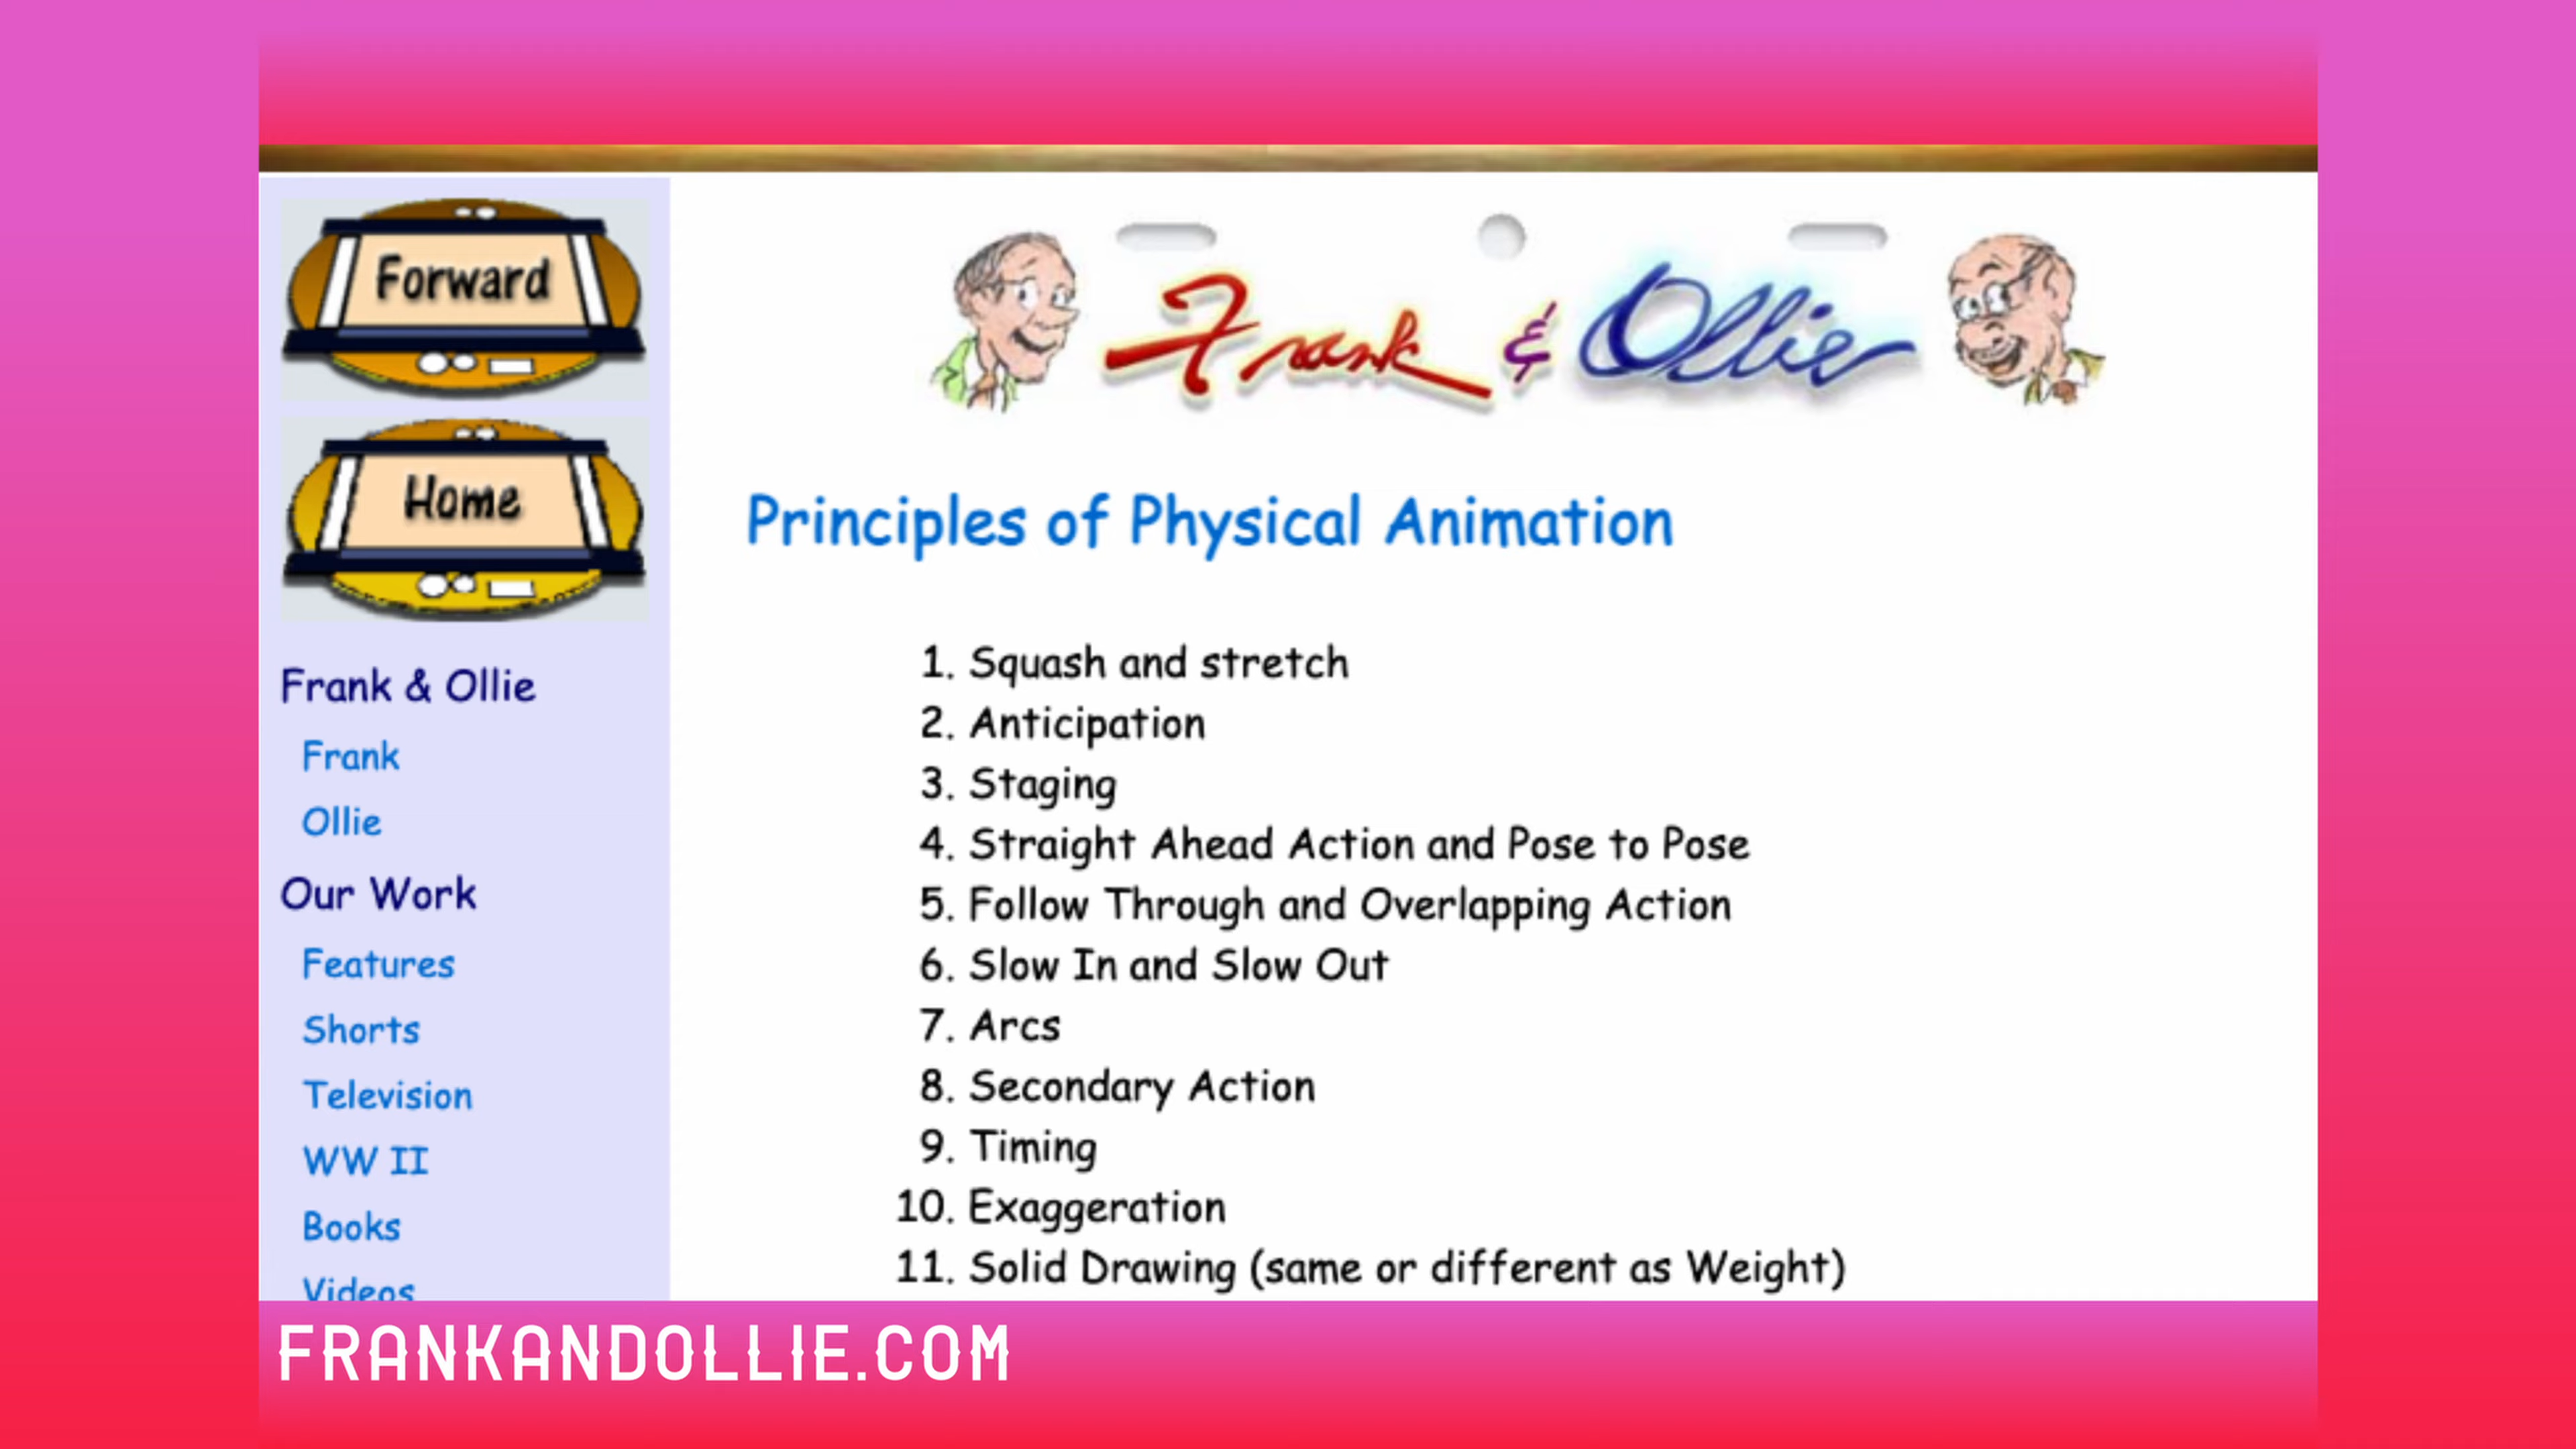 Forward
Home
Frank & Ollie
Frank
Ollie
Our Work
Features
Shorts
Television
WW II
Books
Videos
Frank & Ollie
Principles of Physical Animation
1. Squash and stretch
2. Anticipation
3. Staging
4. Straight Ahead Action and Pose to Pose
5. Follow Through and Overlapping Action
6. Slow In and Slow Out
7. Arcs
8. Secondary Action
9. Timing
10. Exaggeration
11. Solid Drawing (same or different as Weight)
FRANKANDOLLIE.COM